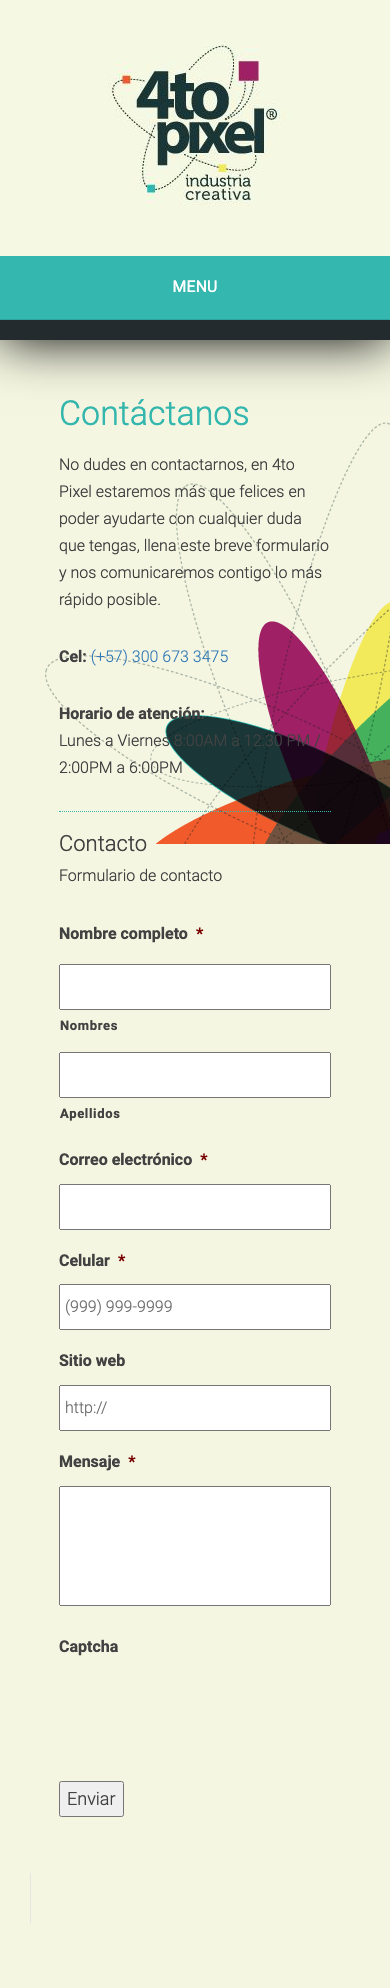 4to
pixel®
industria
creativa
MENU
Contáctanos
No dudes en contactarnos, en 4to
Pixel estaremos más que felices en
poder ayudarte con cualquier duda
que tengas, llena este breve formulario
y nos comunicaremos contigo lo más
rápido posible.
Cel: (+57) 300 673 3475
Horario de atención:
Lunes a Viernes 8:00AM a 12:30 PM /
2:00PM a 6:00PM
Contacto
Formulario de contacto
Nombre completo *
Nombres
Apellidos
Correo electrónico *
Celular *
(999) 999-9999
Sitio web
http://
Mensaje *
Captcha
Enviar